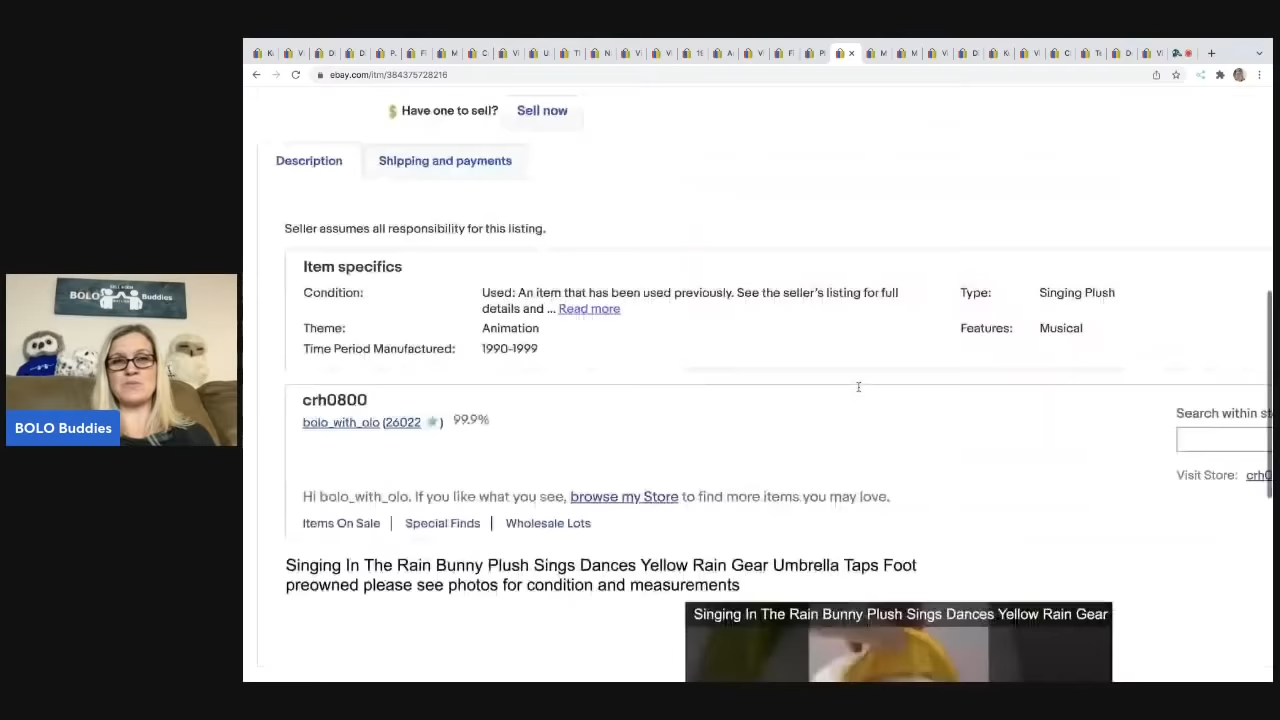 ebay.com/itm/384375728216
Have one to sell? Sell now
Description Shipping and payments
Seller assumes all responsibility for this listing.
Item specifics
Condition: Used: An item that has been used previously. See the seller's listing for full details and ... Read more
Type: Singing Plush
Theme: Animation
Features: Musical
Time Period Manufactured: 1990-1999
crh0800
bolo_with_olo (26022 ) 99.9%
Search within st
Visit Store: crh0
Hi bolo_with_olo. If you like what you see, browse my Store to find more items you may love.
Items On Sale | Special Finds | Wholesale Lots
Singing In The Rain Bunny Plush Sings Dances Yellow Rain Gear Umbrella Taps Foot
preowned please see photos for condition and measurements
Singing In The Rain Bunny Plush Sings Dances Yellow Rain Gear
BOLO Buddies
BOLO Buddies